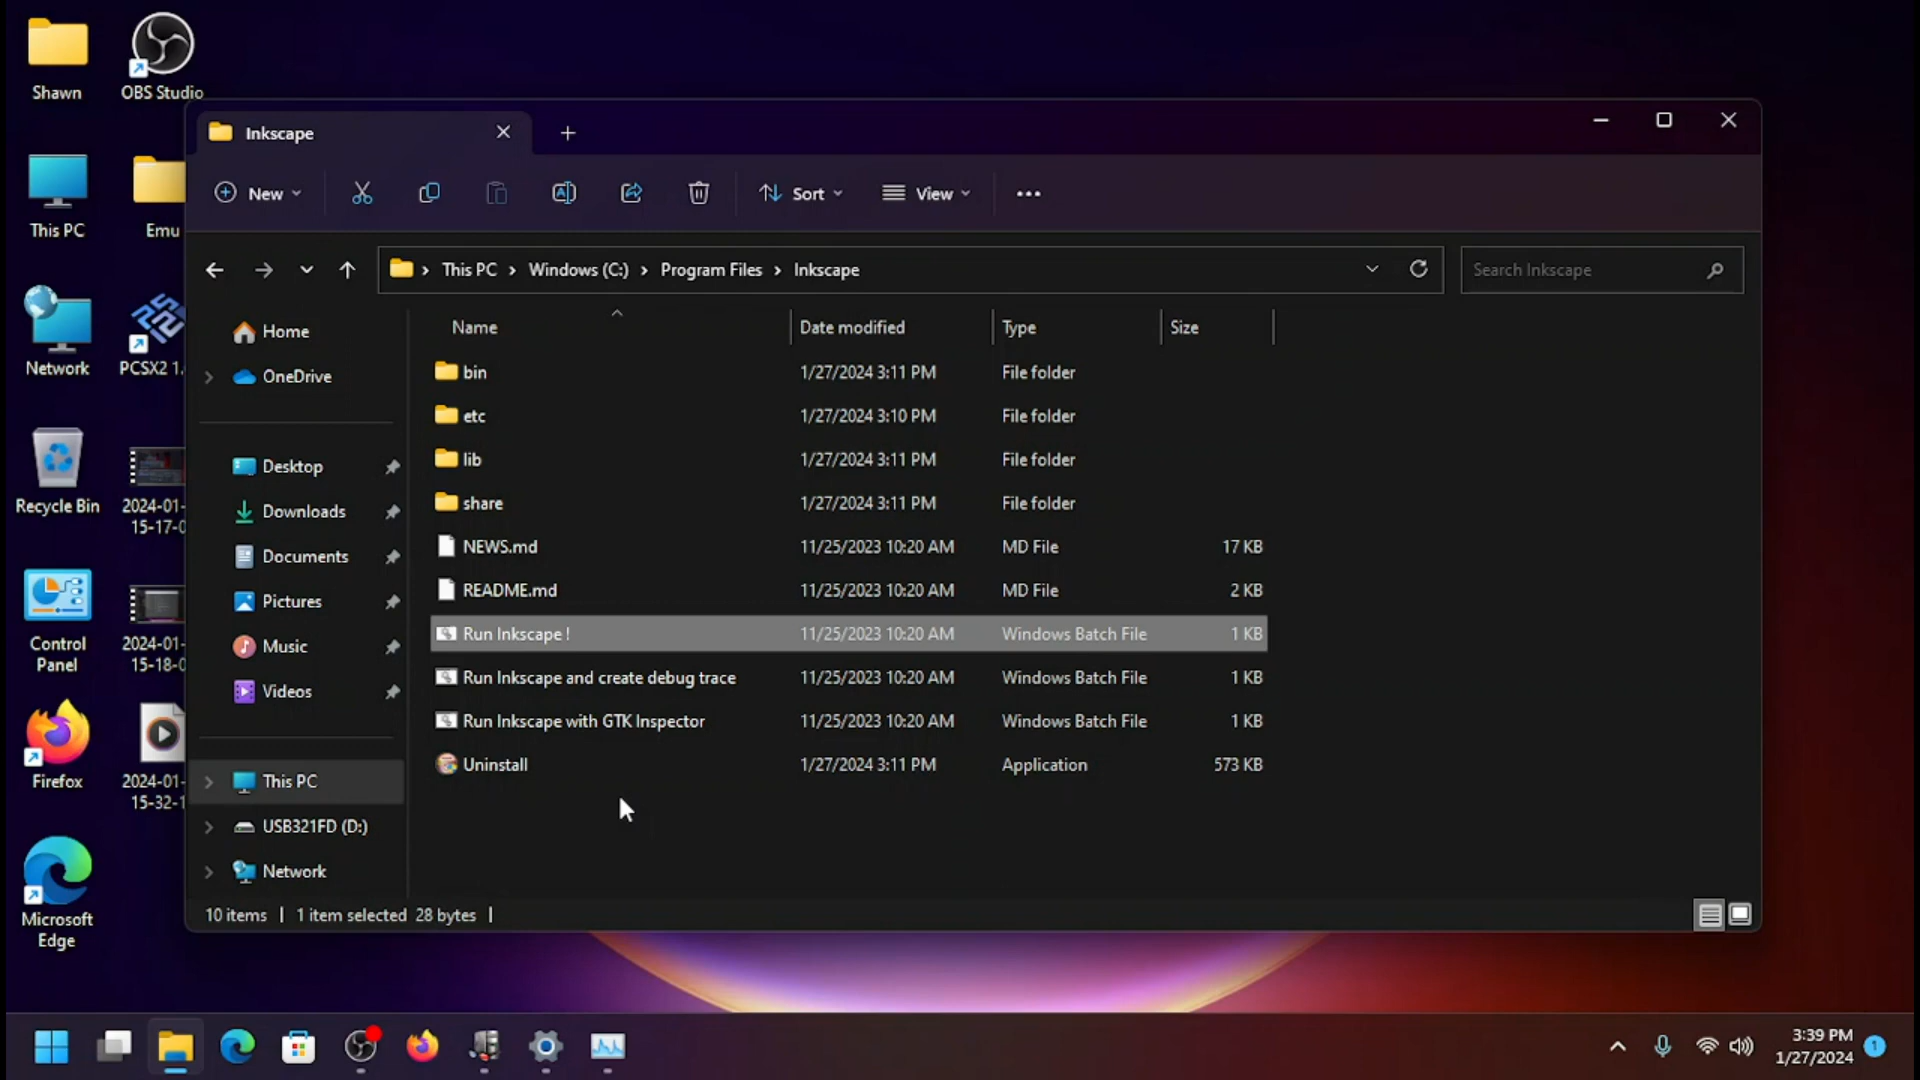 Shawn
OBS Studio
This PC
Emu
Network
PCSX2 1.
Recycle Bin
2024-01-
15-17-0
Control
Panel
2024-01-
15-18-0
Firefox
2024-01-
15-32-1
Microsoft
Edge
Inkscape
New
Sort
View
This PC > Windows (C:) > Program Files > Inkscape
Search Inkscape
Home
OneDrive
Desktop
Downloads
Documents
Pictures
Music
Videos
This PC
USB321FD (D:)
Network
Name Date modified Type Size
bin 1/27/2024 3:11 PM File folder
etc 1/27/2024 3:10 PM File folder
lib 1/27/2024 3:11 PM File folder
share 1/27/2024 3:11 PM File folder
NEWS.md 11/25/2023 10:20 AM MD File 17 KB
README.md 11/25/2023 10:20 AM MD File 2 KB
Run Inkscape ! 11/25/2023 10:20 AM Windows Batch File 1 KB
Run Inkscape and create debug trace 11/25/2023 10:20 AM Windows Batch File 1 KB
Run Inkscape with GTK Inspector 11/25/2023 10:20 AM Windows Batch File 1 KB
Uninstall 1/27/2024 3:11 PM Application 573 KB
10 items | 1 item selected 28 bytes |
3:39 PM
1/27/2024
1